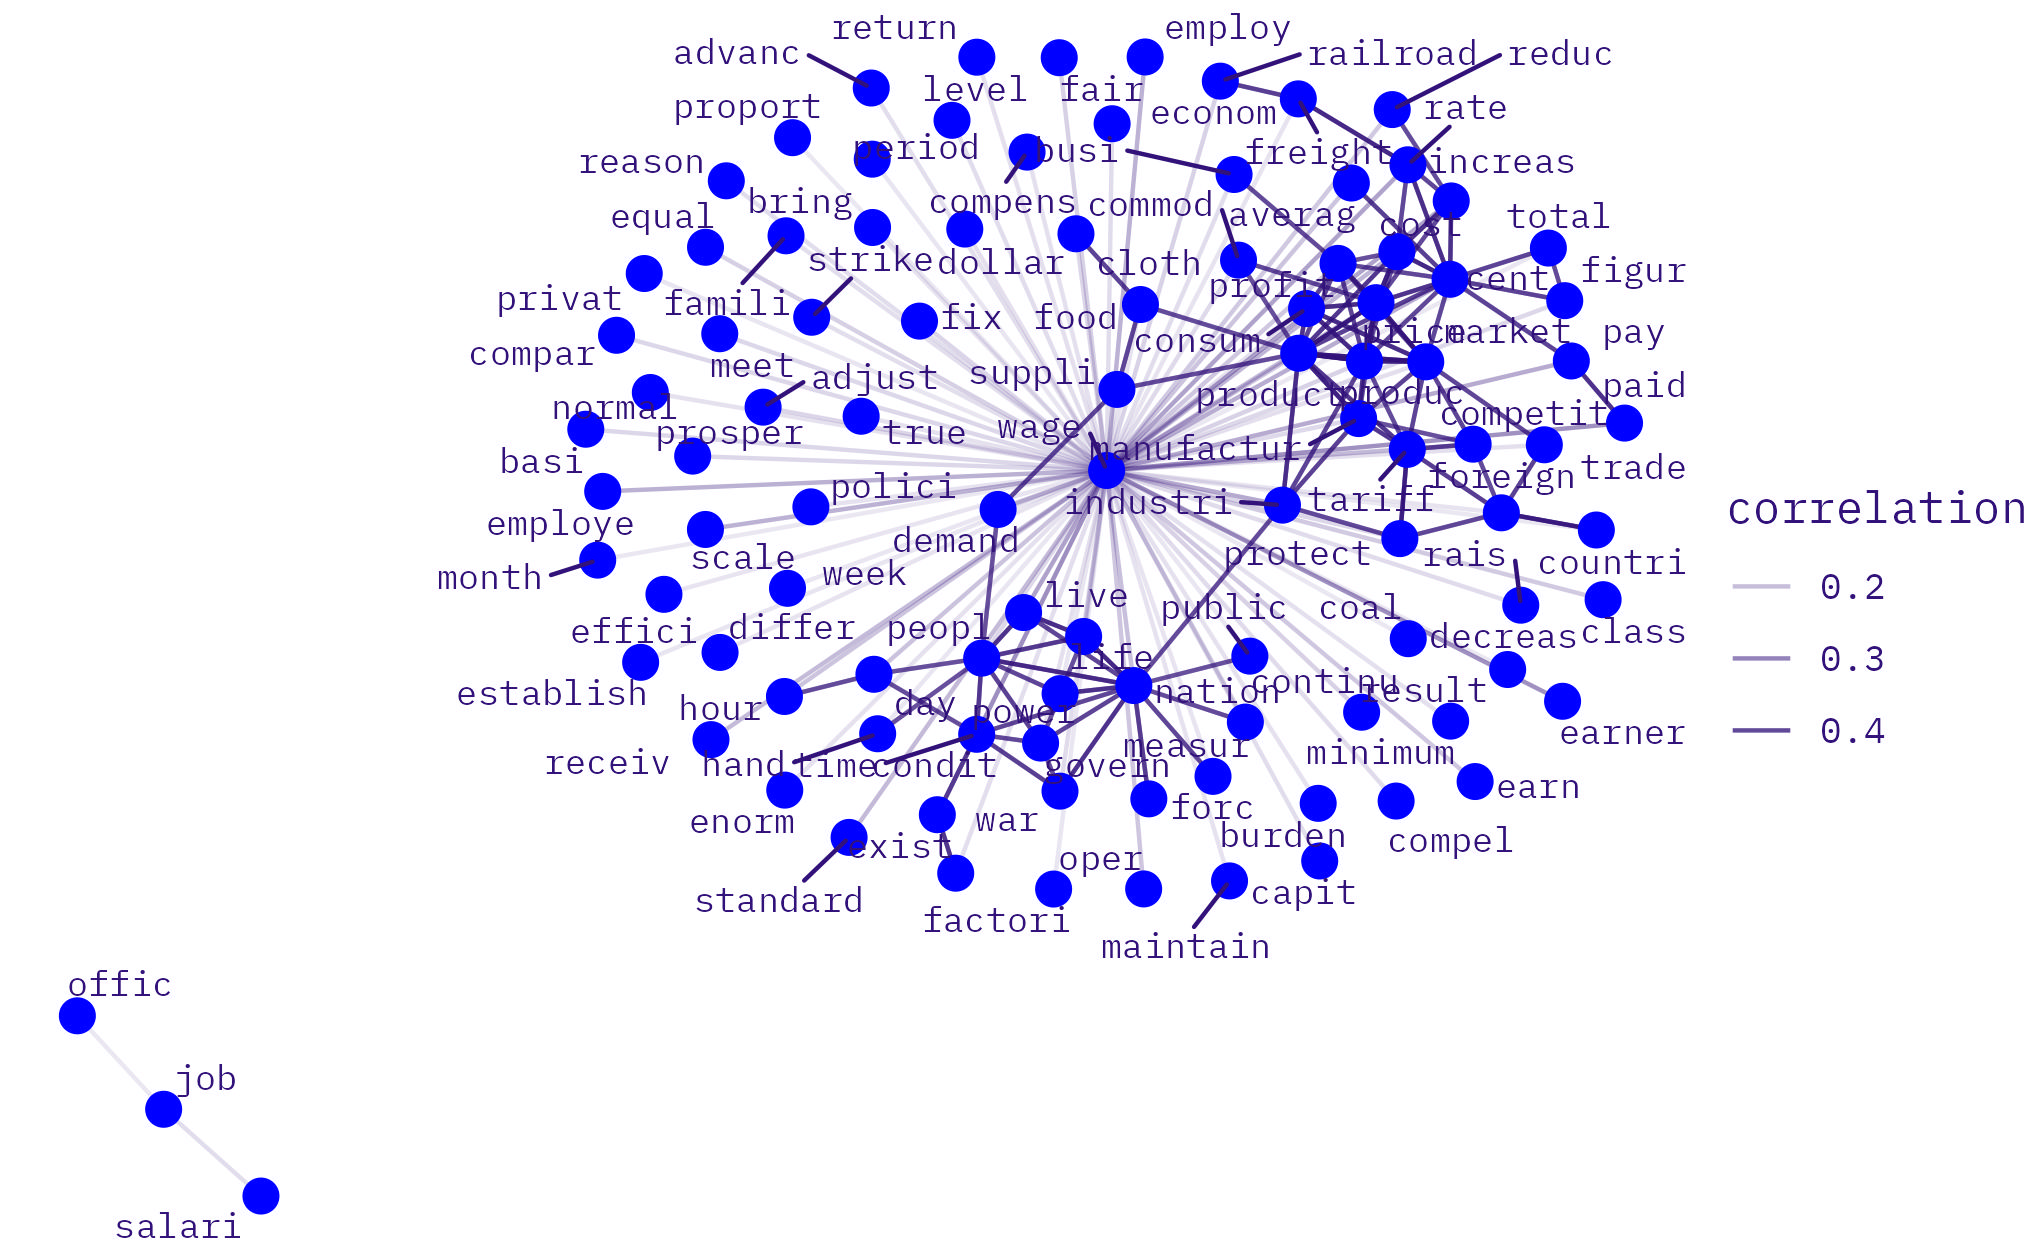 return
employ
advanc
railroad
reduc
level
fair
proport
econom
rate
period
busi
freight
increas
reason
bring
compens
commod
averag
cost
total
equal
strike
dollar
cloth
profit
cent
figur
privat
famili
fix
food
consum
price
market
pay
compar
meet
adjust
suppli
product
produc
paid
normal
prosper
true
wage
manufactur
competit
basi
polici
industri
tariff
foreign
trade
correlation
employe
demand
scale
protect
rais
countri
month
week
live
public
coal
0.2
effici
differ
peopl
life
decreas
class
0.3
establish
hour
day
power
nation
continu
result
0.4
receiv
hand
time
condit
govern
measur
minimum
earner
enorm
exist
war
forc
burden
compel
earn
standard
oper
capit
factori
maintain
offic
job
salari